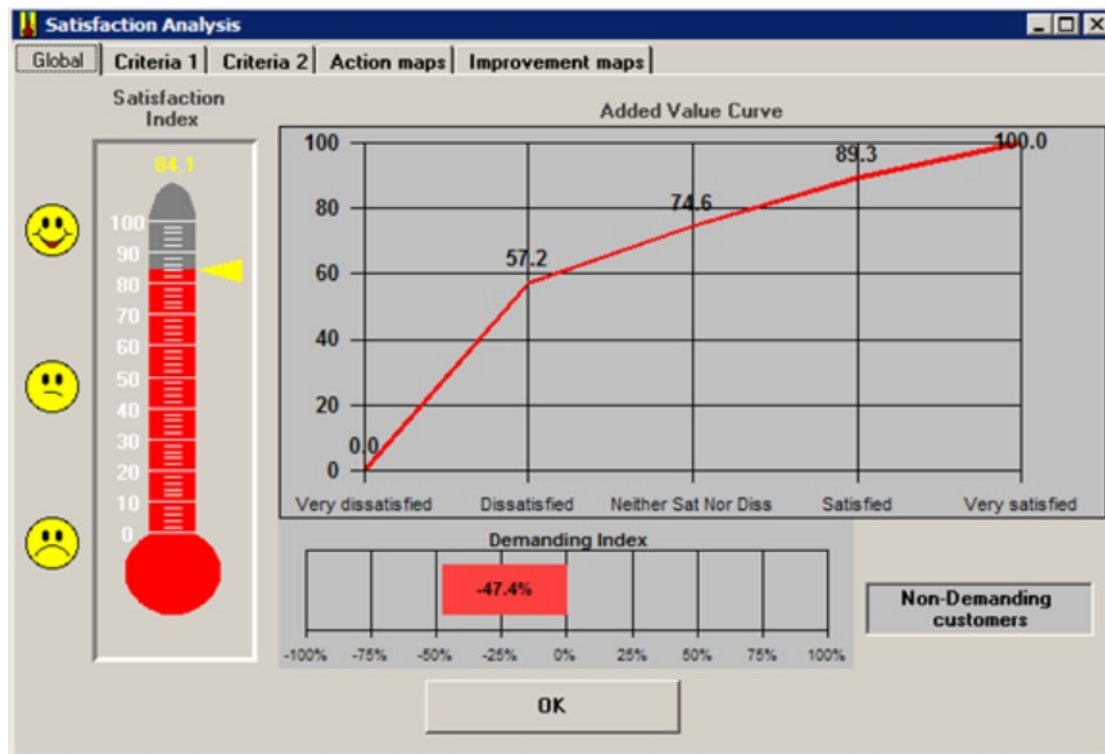 Satisfaction Analysis
Global Criteria 1 Criteria 2 Action maps Improvement maps
Satisfaction
Index
84.1
100
90
80
70
60
50
40
30
20
10
0
Added Value Curve
100
80
60
40
20
0
0.0
57.2
74.6
89.3
100.0
Very dissatisfied Dissatisfied Neither Sat Nor Diss Satisfied Very satisfied
Demanding Index
-47.4%
-100% -75% -50% -25% 0% 25% 50% 75% 100%
Non-Demanding
customers
OK